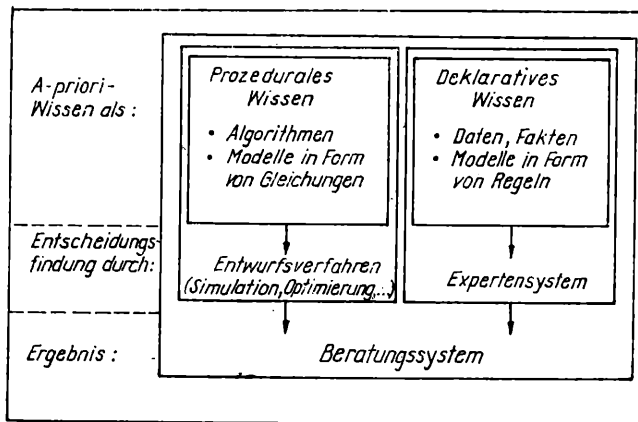 A-priori-
Wissen als :
Prozedurales
Wissen
• Algorithmen
• Modelle in Form
von Gleichungen
Deklaratives
Wissen
• Daten, Fakten
• Modelle in Form
von Regeln
Entscheidungs-
findung durch:
Entwurfsverfahren
(Simulation, Optimierung,...)
Expertensystem
Ergebnis :
Beratungssystem